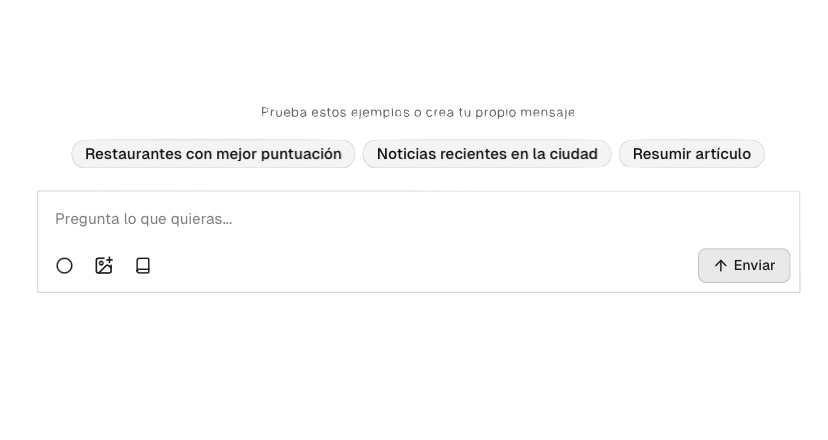 Prueba estos ejemplos o crea tu propio mensaje
Restaurantes con mejor puntuación Noticias recientes en la ciudad Resumir artículo
Pregunta lo que quieras...
Enviar